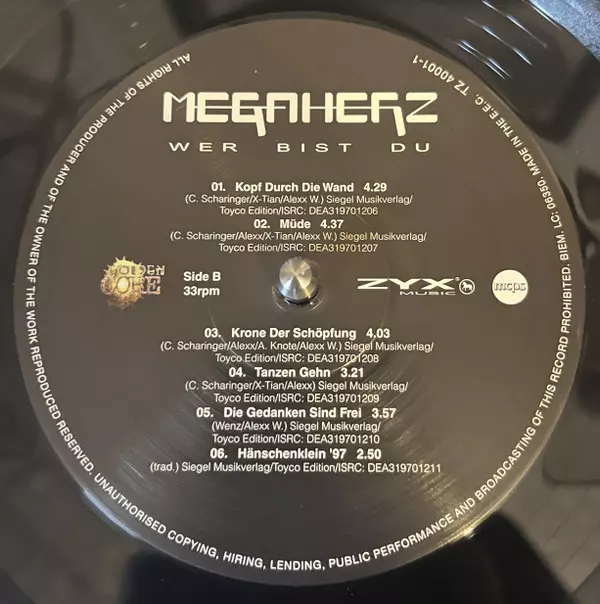 MEGAHERZ
WER BIST DU
01. Kopf Durch Die Wand 4.29
(C. Scharinger/X-Tian/Alexx W.) Siegel Musikverlag/
Toyco Edition/ISRC: DEA319701206
02. Müde 4.37
(C. Scharinger/Alexx/X-Tian/Alexx W.) Siegel Musikverlag/
Toyco Edition/ISRC: DEA319701207
GOLDEN
CORE
Side B
33rpm
ZYX
MUSIC
mcps
03. Krone Der Schöpfung 4.03
(C. Scharinger/Alexx/A. Knote/Alexx W.) Siegel Musikverlag/
Toyco Edition/ISRC: DEA319701208
04. Tanzen Gehn 3.21
(C. Scharinger/X-Tian/Alexx) Siegel Musikverlag/
Toyco Edition/ISRC: DEA319701209
05. Die Gedanken Sind Frei 3.57
(Wenz/Alexx W.) Siegel Musikverlag/
Toyco Edition/ISRC: DEA319701210
06. Hänschenklein '97 2.50
(trad.) Siegel Musikverlag/Toyco Edition/ISRC: DEA319701211
ALL RIGHTS OF THE PRODUCER AND OF THE OWNER OF THE WORK REPRODUCED RESERVED. UNAUTHORISED COPYING, HIRING, LENDING, PUBLIC PERFORMANCE AND BROADCASTING OF THIS RECORD PROHIBITED. BIEM. LC: 06350. MADE IN THE E.E.C. TZ 40001-1